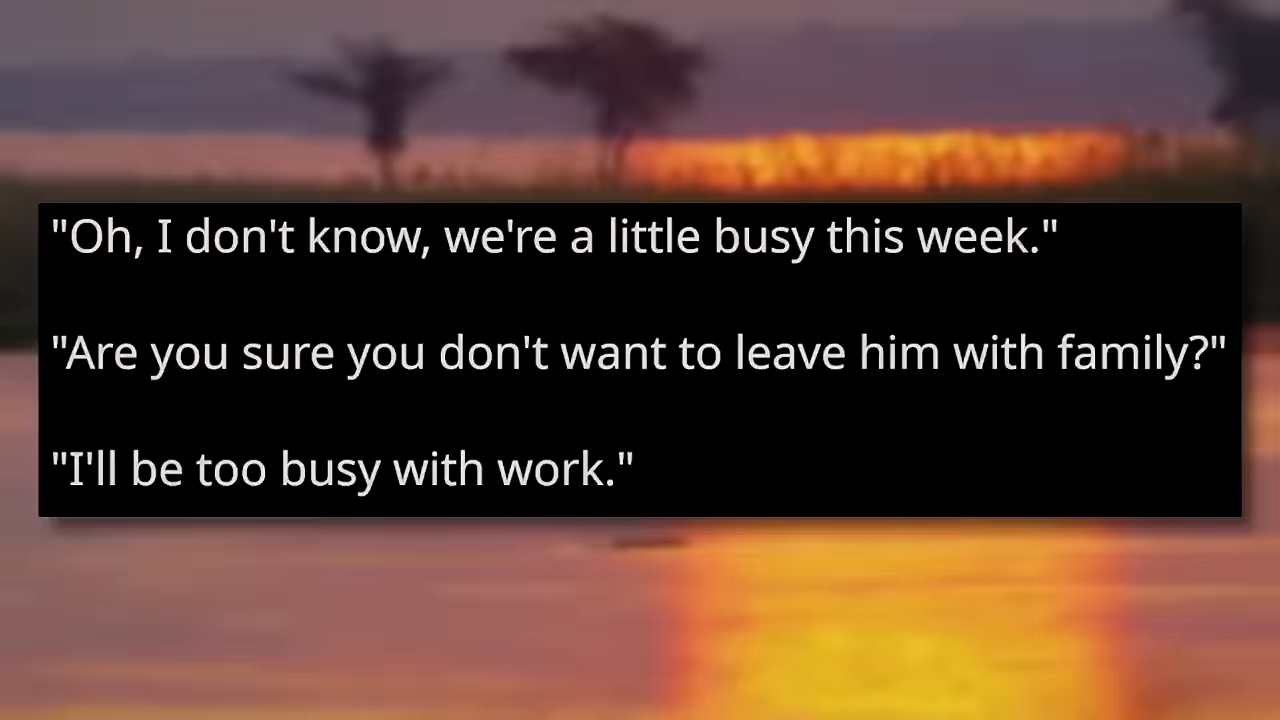 "Oh, I don't know, we're a little busy this week."
"Are you sure you don't want to leave him with family?"
"I'll be too busy with work."